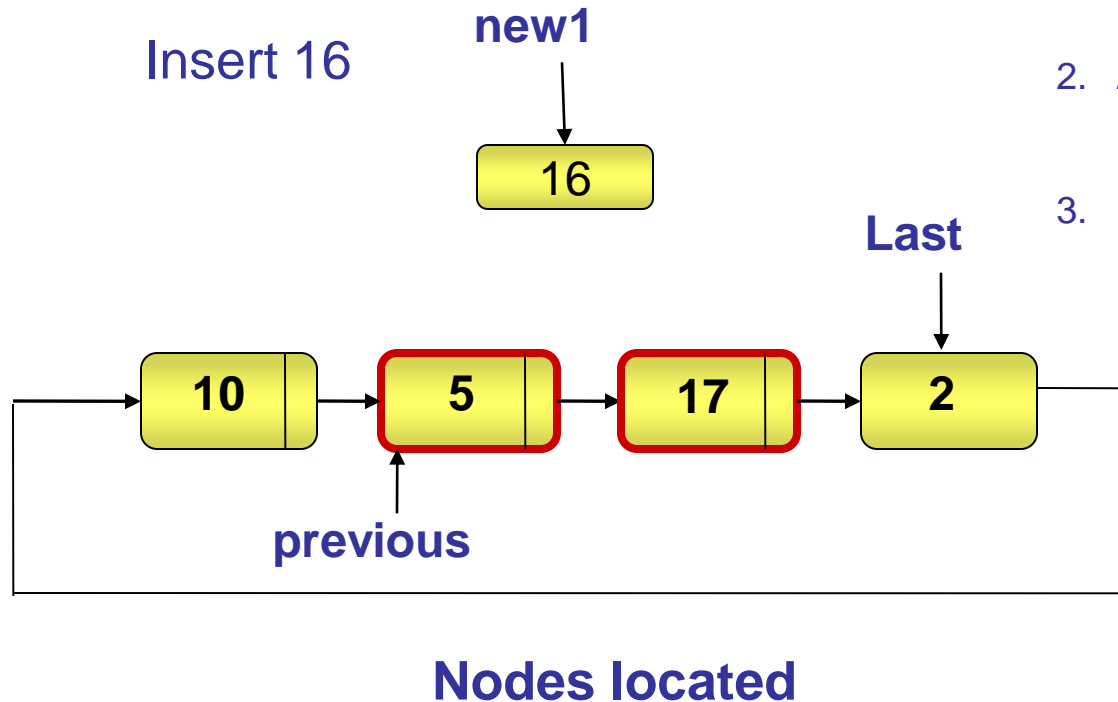 new1
Insert 16
2.
16
3.
Last
10
5
17
2
previous
Nodes located